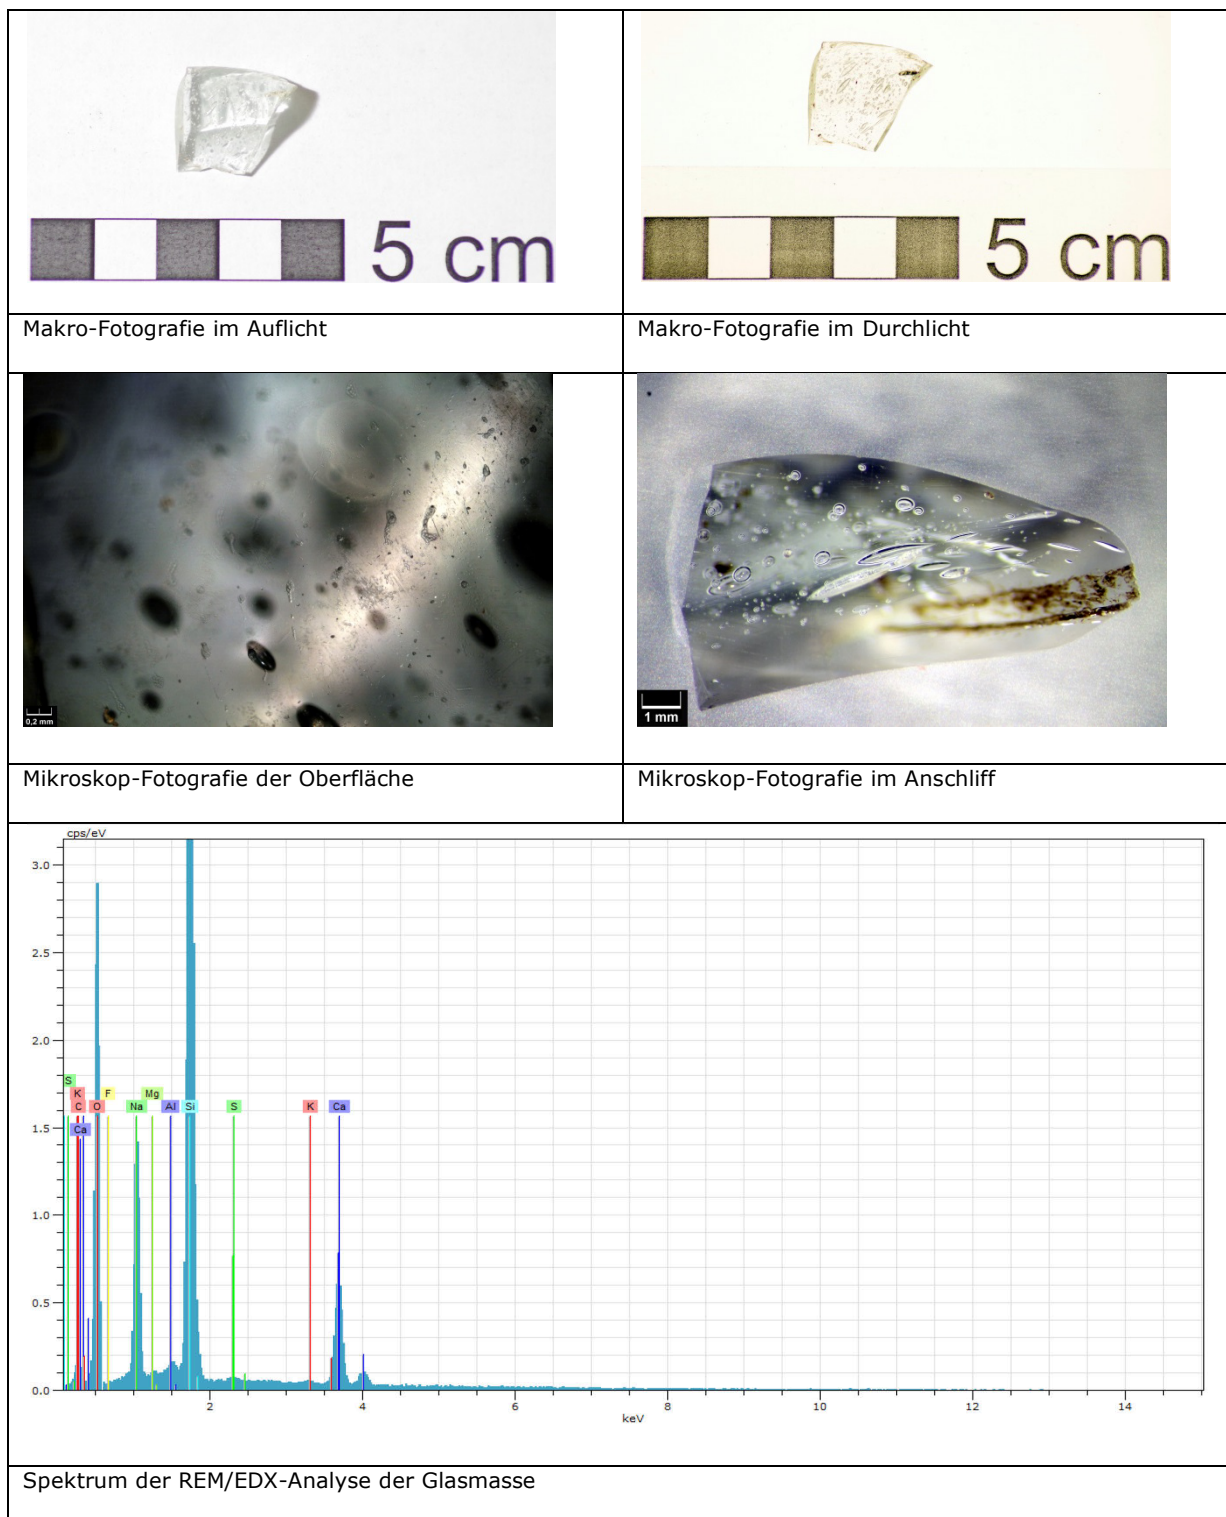 5 cm
5 cm
Makro-Fotografie im Auflicht
Makro-Fotografie im Durchlicht
0,2 mm
1 mm
Mikroskop-Fotografie der Oberfläche
Mikroskop-Fotografie im Anschliff
cps/eV
3.0
2.5
2.0
S
K F Mg
C O Na Al Si S K Ca
Ca
1.5
1.0
0.5
0.0
2 4 6 8 10 12 14
keV
Spektrum der REM/EDX-Analyse der Glasmasse